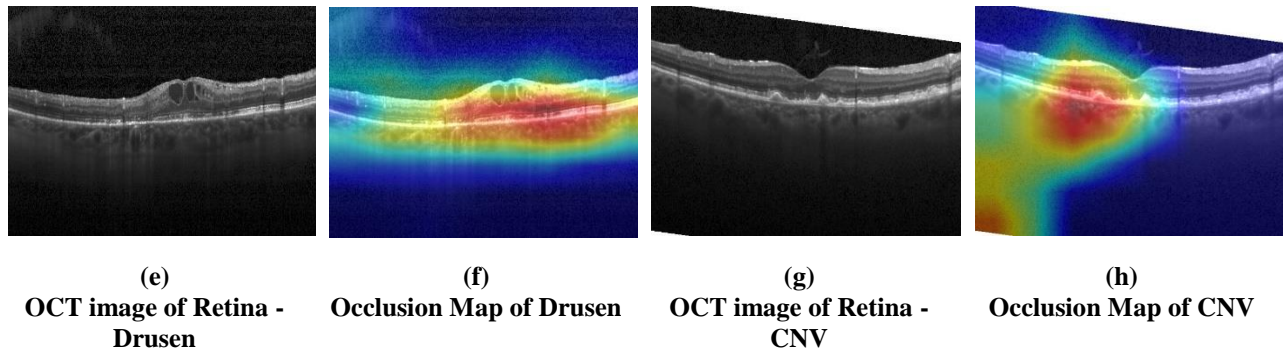 (e)
OCT image of Retina -
Drusen
(f)
Occlusion Map of Drusen
(g)
OCT image of Retina -
CNV
(h)
Occlusion Map of CNV